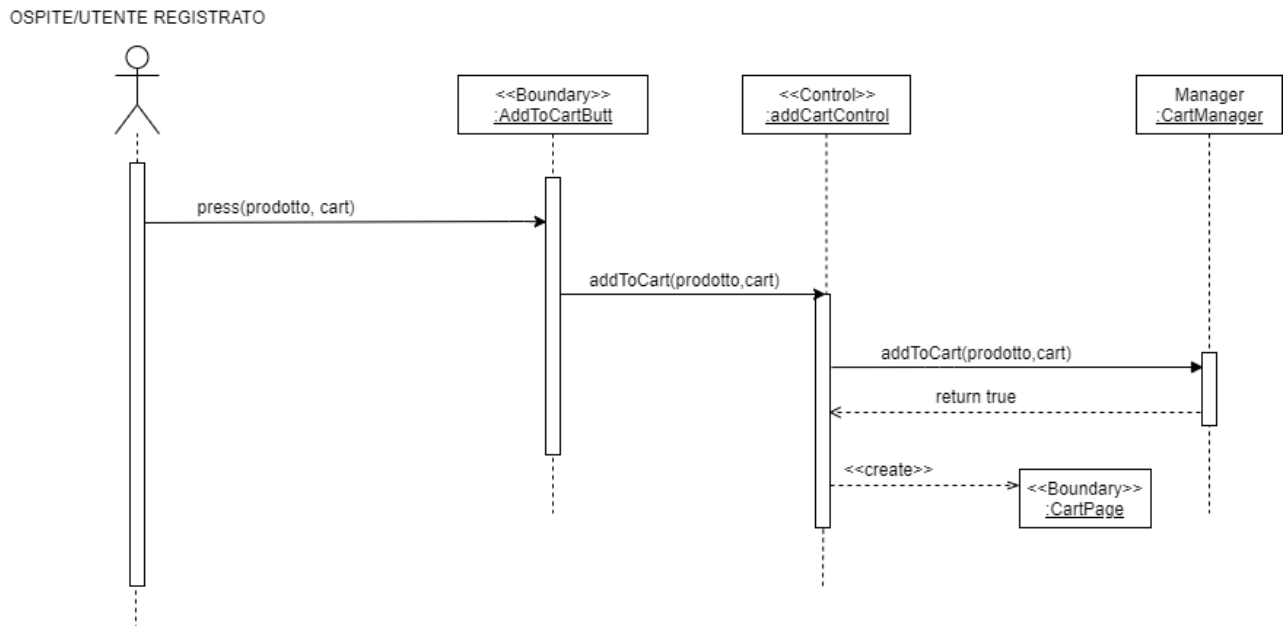 OSPITE/UTENTE REGISTRATO
<<Boundary>>
:AddToCartButt
<<Control>>
:addCartControl
Manager
:CartManager
press(prodotto, cart)
addToCart(prodotto,cart)
addToCart(prodotto,cart)
return true
<<create>>
<<Boundary>>
:CartPage